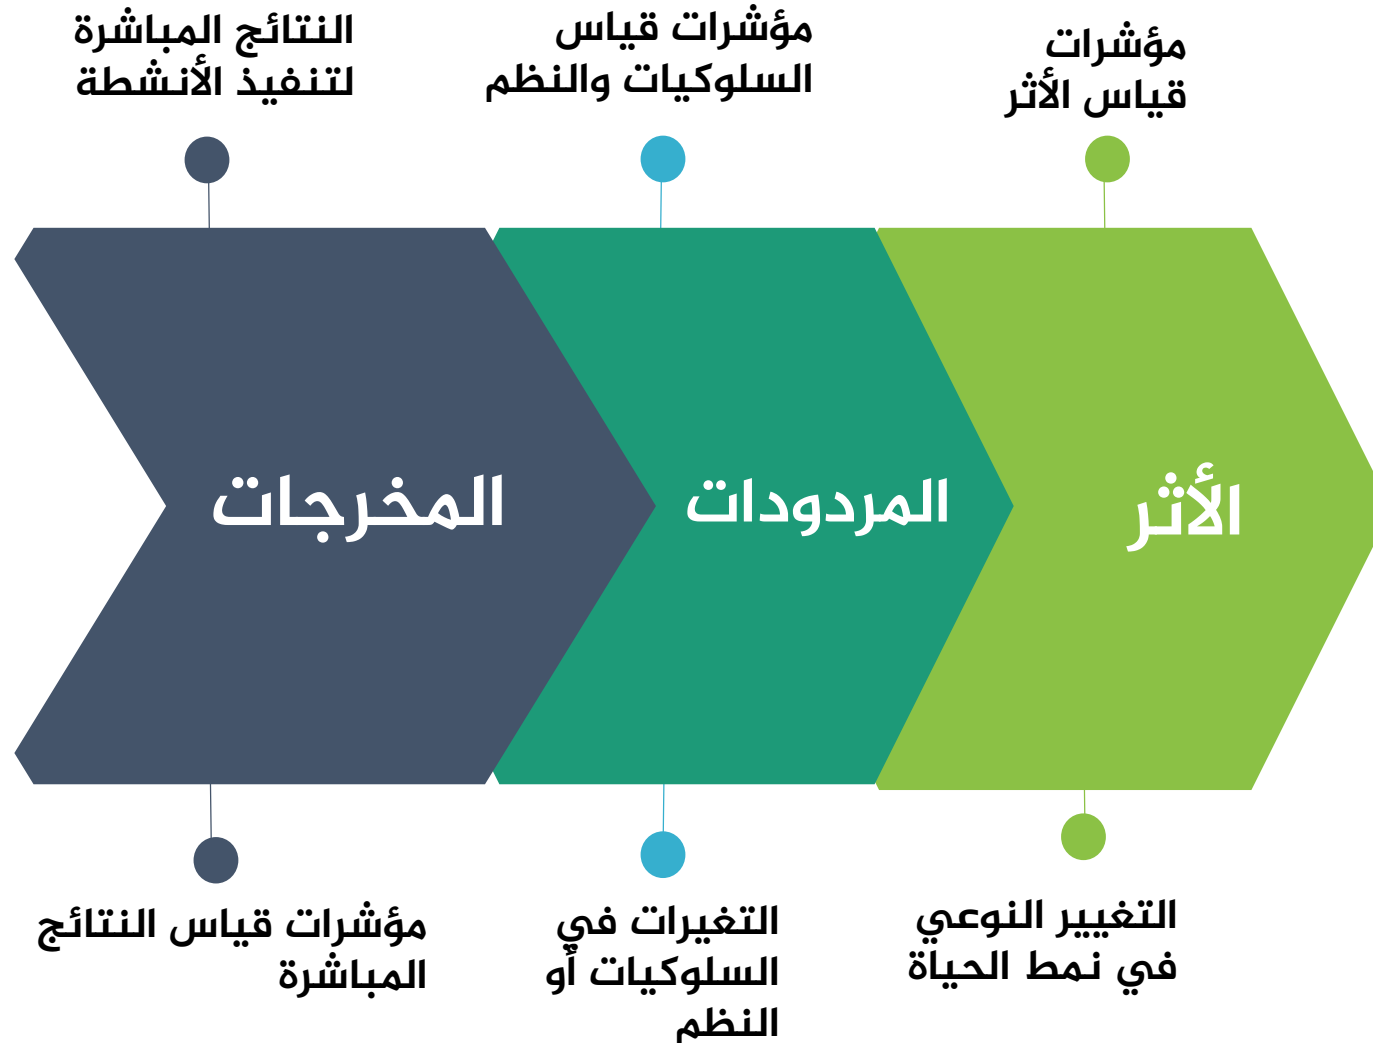 النتائج المباشرة
لتنفيذ الأنشطة
مؤشرات قياس
السلوكيات والنظم
مؤشرات
قياس الأثر
المخرجات
المردودات
الأثر
مؤشرات قياس النتائج
المباشرة
التغيرات في
السلوكيات أو
النظم
التغيير النوعي
في نمط الحياة